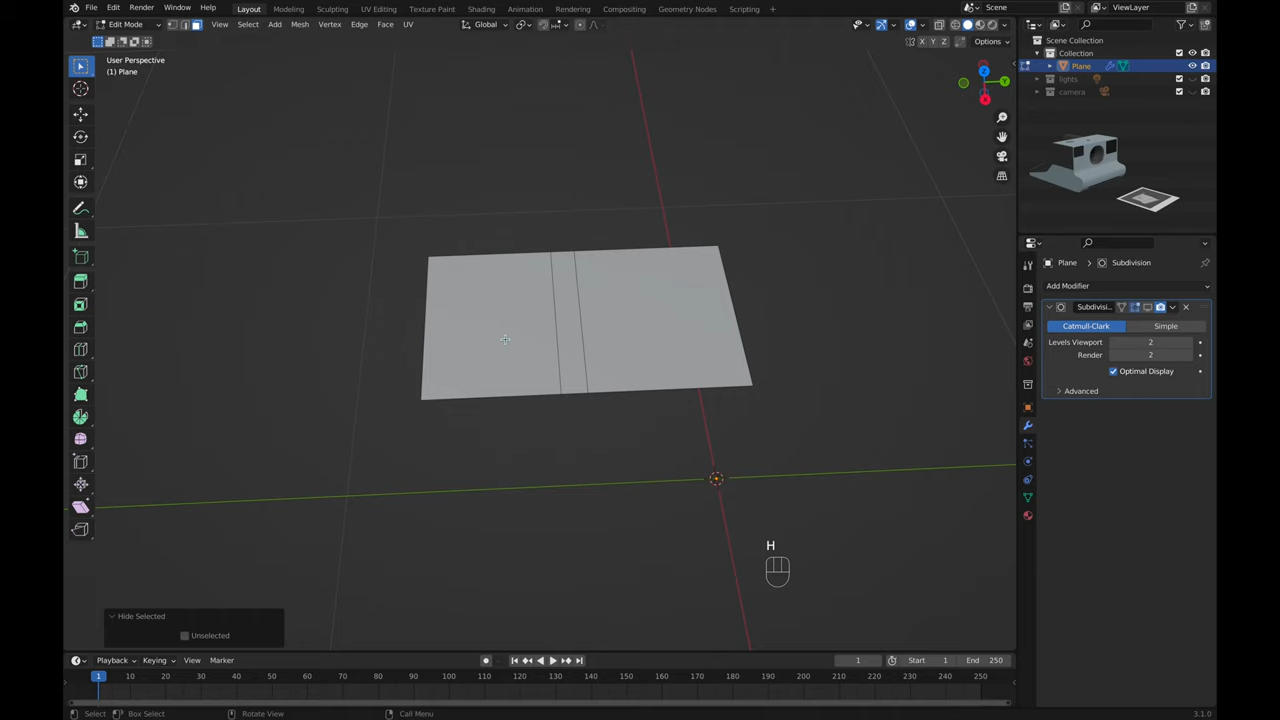 File Edit Render Window Help
Layout Modeling Sculpting UV Editing Texture Paint Shading Animation Rendering Compositing Geometry Nodes Scripting +
Scene
ViewLayer
Edit Mode View Select Add Mesh Vertex Edge Face UV
Global
X Y Z Options
User Perspective
(1) Plane
Z
Y
X
Scene Collection
Collection
Plane
lights
camera
Plane > Subdivision
Add Modifier
Subdivisi...
Catmull-Clark Simple
Levels Viewport 2
Render 2
Optimal Display
Advanced
H
Hide Selected
Unselected
Playback Keying View Marker
1 Start 1 End 250
1 10 20 30 40 50 60 70 80 90 100 110 120 130 140 150 160 170 180 190 200 210 220 230 240 250
Select Box Select Rotate View Call Menu 3.1.0